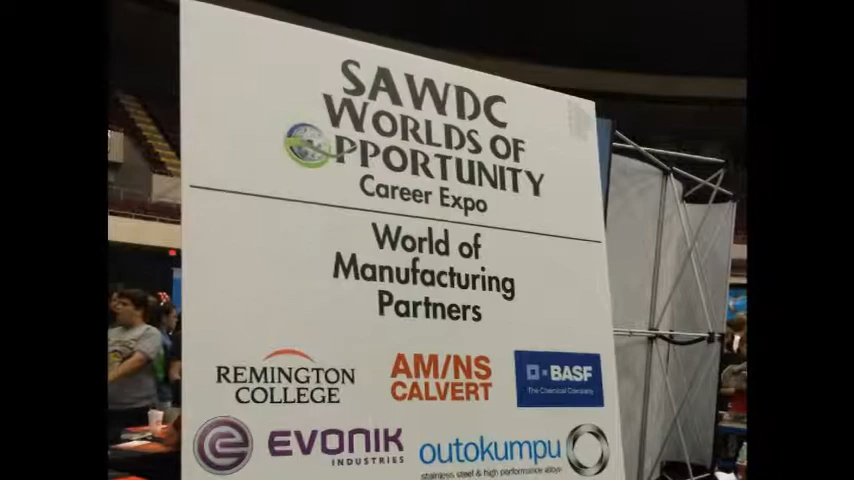 SAWDC
WORLDS OF
OPPORTUNITY
Career Expo
World of
Manufacturing
Partners
REMINGTON
COLLEGE
AM/NS
CALVERT
BASF
The Chemical Company
EVONIK
INDUSTRIES
outokumpu
stainless steel & high performance alloys